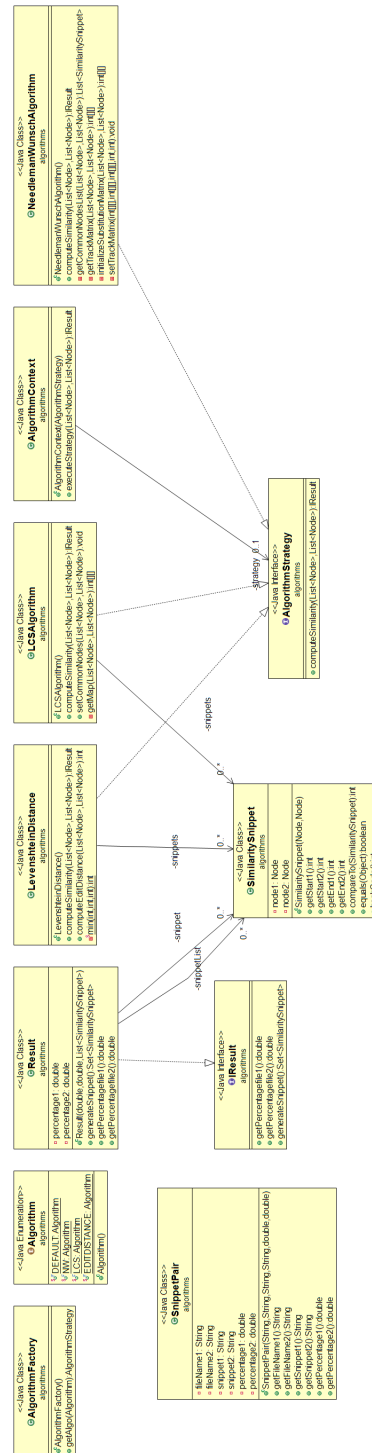 <<Java Class>>
AlgorithmFactory
algorithms
AlgorithmFactory()
getAlgo(Algorithm):AlgorithmStrategy
<<Java Enumeration>>
Algorithm
algorithms
DEFAULT: Algorithm
NW: Algorithm
LCS: Algorithm
EDITDISTANCE: Algorithm
Algorithm()
<<Java Class>>
Result
algorithms
percentage1: double
percentage2: double
Result(double,double,List<SimilaritySnippet>)
generateSnippet():Set<SimilaritySnippet>
getPercentagefile1():double
getPercentagefile2():double
<<Java Class>>
LevenshteinDistance
algorithms
LevenshteinDistance()
computeSimilarity(List<Node>,List<Node>):IResult
computeEditDistance(List<Node>,List<Node>):int
min(int,int,int):int
<<Java Class>>
LCSAlgorithm
algorithms
LCSAlgorithm()
computeSimilarity(List<Node>,List<Node>):IResult
setCommonNodes(List<Node>,List<Node>):void
getMap(List<Node>,List<Node>):int[][]
<<Java Class>>
AlgorithmContext
algorithms
AlgorithmContext(AlgorithmStrategy)
executeStrategy(List<Node>,List<Node>):IResult
<<Java Class>>
NeedlemanWunschAlgorithm
algorithms
NeedlemanWunschAlgorithm()
computeSimilarity(List<Node>,List<Node>):IResult
getCommonNodesList(List<Node>,List<Node>):List<SimilaritySnippet>
getTrackMatrix(List<Node>,List<Node>):int[][]
initializeSubstitutionMatrix(List<Node>,List<Node>):int[][]
setTrackMatrix(int[][],int[][],int[][],int,int):void
-snippet
0..*
-snippetList
0..*
-snippets
0..*
-snippets
0..*
-strategy
0..1
<<Java Class>>
SnippetPair
algorithms
fileName1: String
fileName2: String
snippet1: String
snippet2: String
percentage1: double
percentage2: double
SnippetPair(String,String,String,String,double,double)
getFileName1():String
getFileName2():String
getSnippet1():String
getSnippet2():String
getPercentage1():double
getPercentage2():double
<<Java Interface>>
IResult
algorithms
getPercentagefile1():double
getPercentagefile2():double
generateSnippet():Set<SimilaritySnippet>
<<Java Class>>
SimilaritySnippet
algorithms
node1: Node
node2: Node
SimilaritySnippet(Node,Node)
getStart1():int
getStart2():int
getEnd1():int
getEnd2():int
compareTo(SimilaritySnippet):int
equals(Object):boolean
<<Java Interface>>
AlgorithmStrategy
algorithms
computeSimilarity(List<Node>,List<Node>):IResult